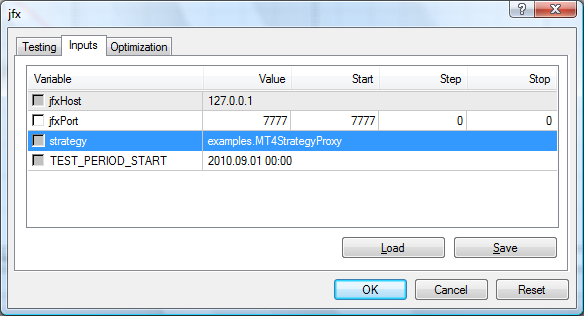 jfx
Testing Inputs Optimization
Variable Value Start Step Stop
jfxHost 127.0.0.1
jfxPort 7777 7777 0 0
strategy examples.MT4StrategyProxy
TEST_PERIOD_START 2010.09.01 00:00
Load Save
OK Cancel Reset